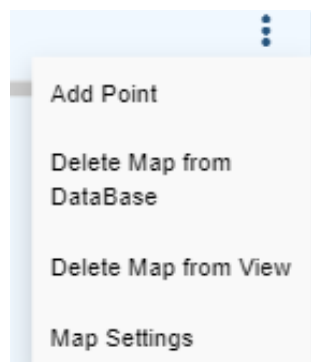 Add Point
Delete Map from
DataBase
Delete Map from View
Map Settings